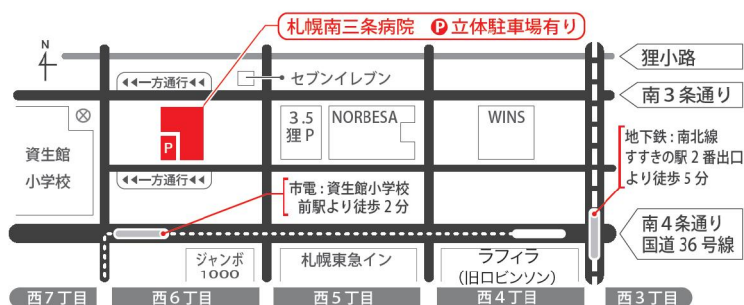 札幌南三条病院 P立体駐車場有り
N
狸小路
◀◀一方通行◀◀
セブンイレブン
南3条通り
資生館
小学校
P
3.5
狸P
NORBESA
WINS
地下鉄:南北線
すすきの駅2番出口
より徒歩5分
◀◀一方通行◀◀
市電:資生館小学校
前駅より徒歩2分
南4条通り
国道36号線
ジャンボ
1000
札幌東急イン
ラフィラ
(旧ロビンソン)
西7丁目
西6丁目
西5丁目
西4丁目
西3丁目